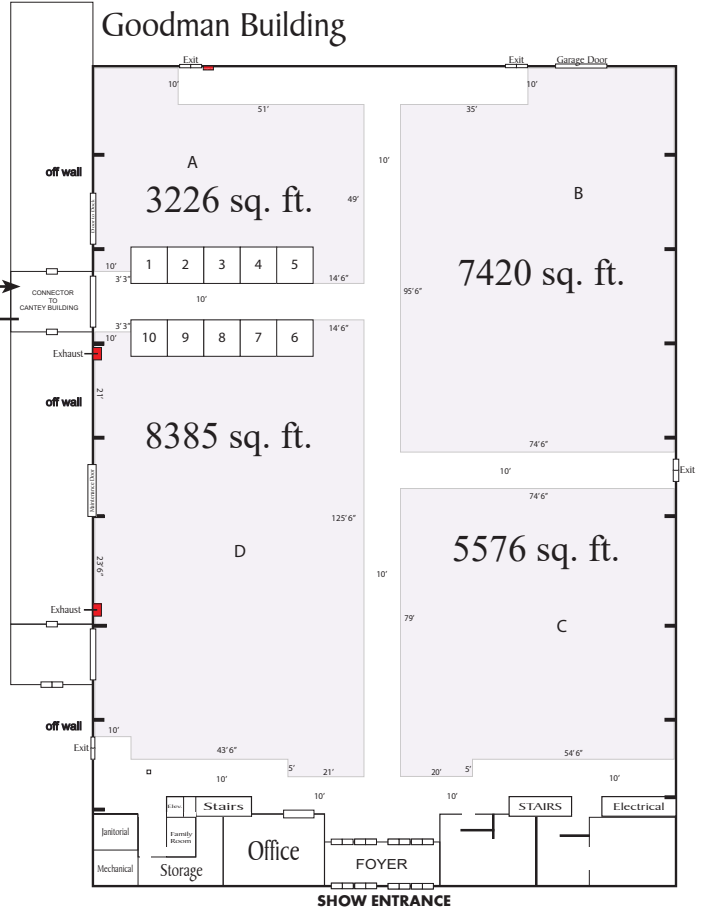 Goodman Building
Exit
Exit
Garage Door
10'
10'
51'
35'
A
10'
B
off wall
3226 sq. ft.
49'
7420 sq. ft.
10'
1 2 3 4 5
3'3"
14'6"
CONNECTOR
TO
CANTEY BUILDING
10'
95'6"
3'3"
14'6"
10'
10 9 8 7 6
Exhaust
21'
off wall
8385 sq. ft.
74'6"
10'
Exit
Maintenance Door
74'6"
125'6"
5576 sq. ft.
D
23'6"
10'
Exhaust
79'
C
off wall
10'
Exit
43'6"
54'6"
5'
21'
20'
5'
10'
10'
10'
10'
Elev.
Stairs
STAIRS
Electrical
Janitorial
Family
Room
Office
Mechanical
Storage
FOYER
SHOW ENTRANCE